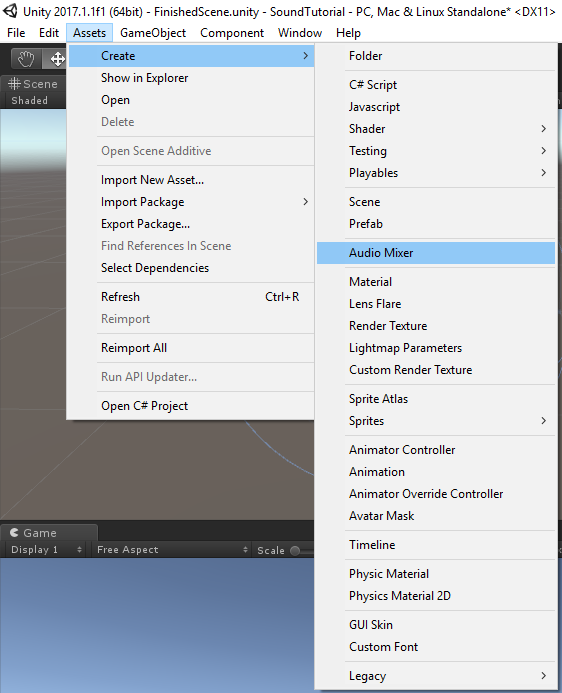 Unity 2017.1.1f1 (64bit) - FinishedScene.unity - SoundTutorial - PC, Mac & Linux Standalone* <DX11>
File Edit Assets GameObject Component Window Help
Scene
Shaded
Create
Show in Explorer
Open
Delete
Open Scene Additive
Import New Asset...
Import Package
Export Package...
Find References In Scene
Select Dependencies
Refresh Ctrl+R
Reimport
Reimport All
Run API Updater...
Open C# Project
Folder
C# Script
Javascript
Shader
Testing
Playables
Scene
Prefab
Audio Mixer
Material
Lens Flare
Render Texture
Lightmap Parameters
Custom Render Texture
Sprite Atlas
Sprites
Animator Controller
Animation
Animator Override Controller
Avatar Mask
Timeline
Physic Material
Physics Material 2D
GUI Skin
Custom Font
Legacy
Game
Display 1 Free Aspect Scale